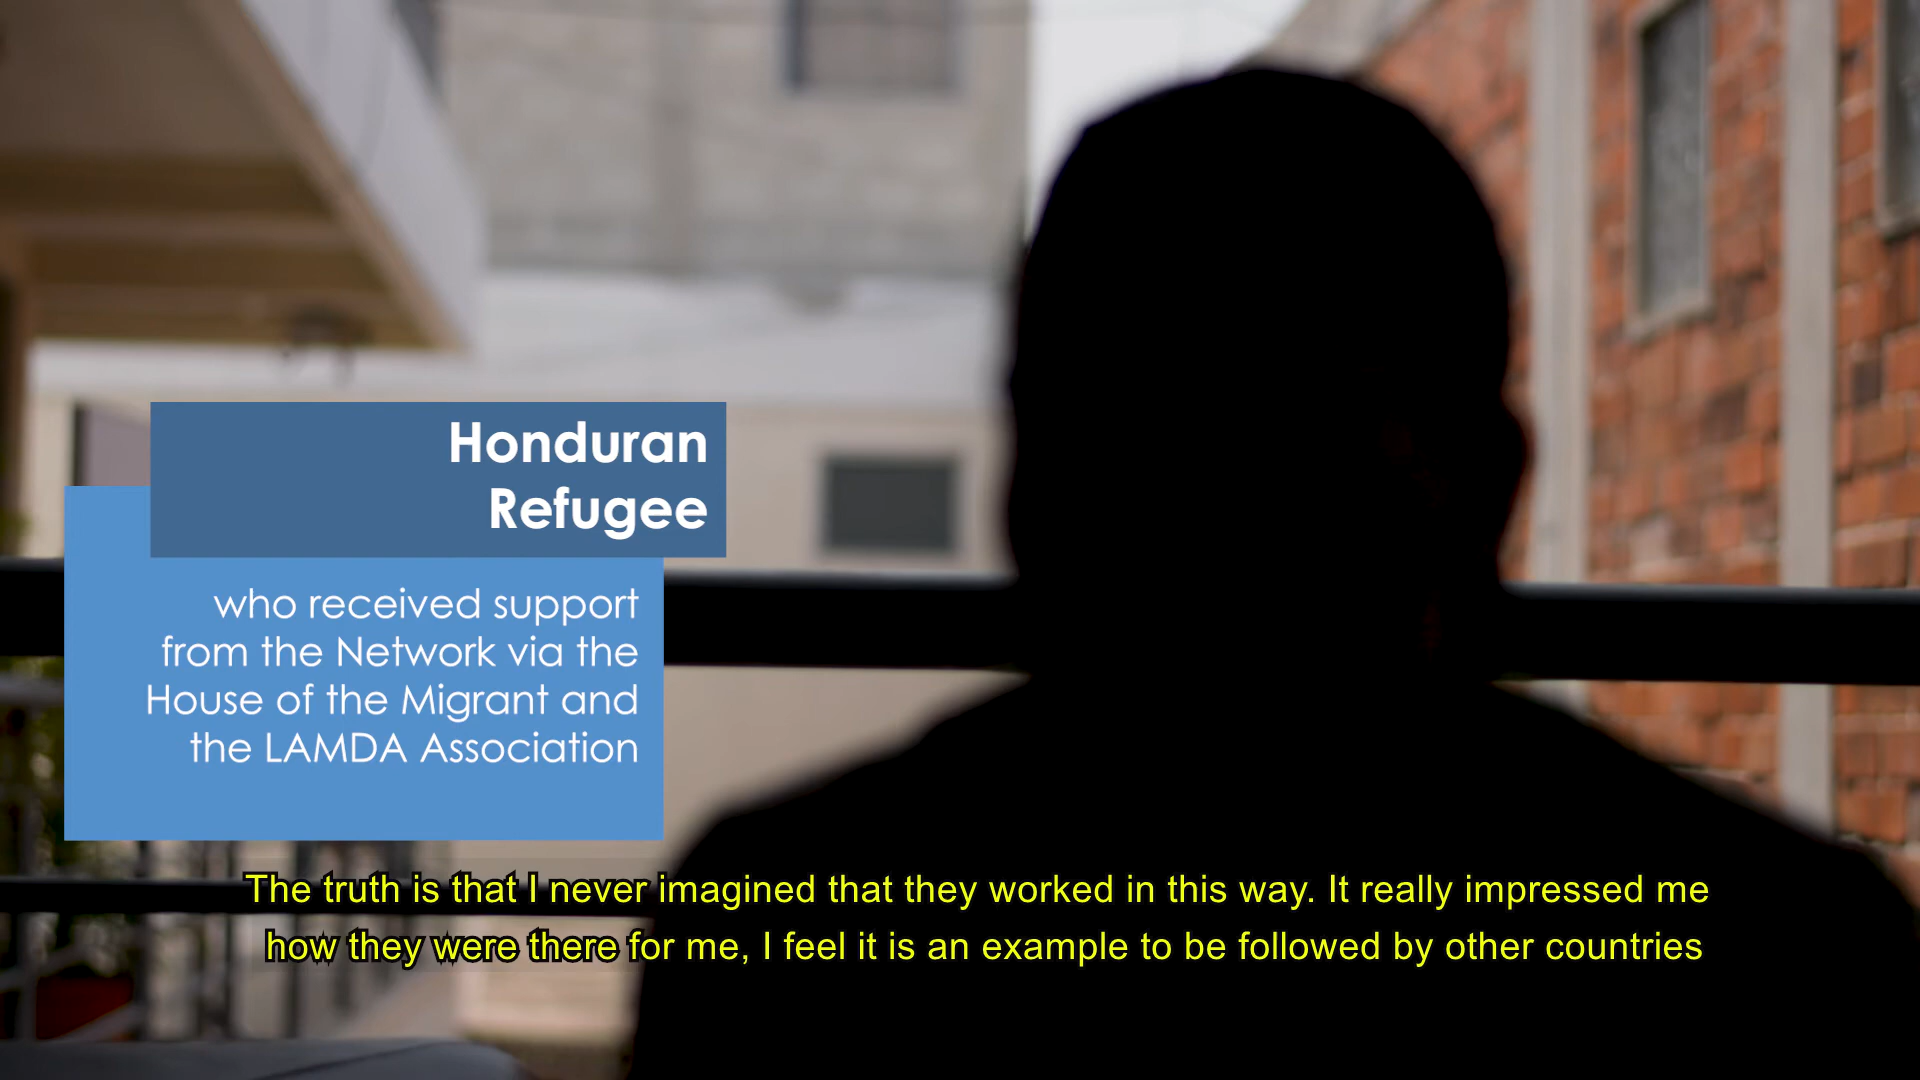 Honduran
Refugee
who received support
from the Network via the
House of the Migrant and
the LAMDA Association
The truth is that I never imagined that they worked in this way. It really impressed me
how they were there for me, I feel it is an example to be followed by other countries